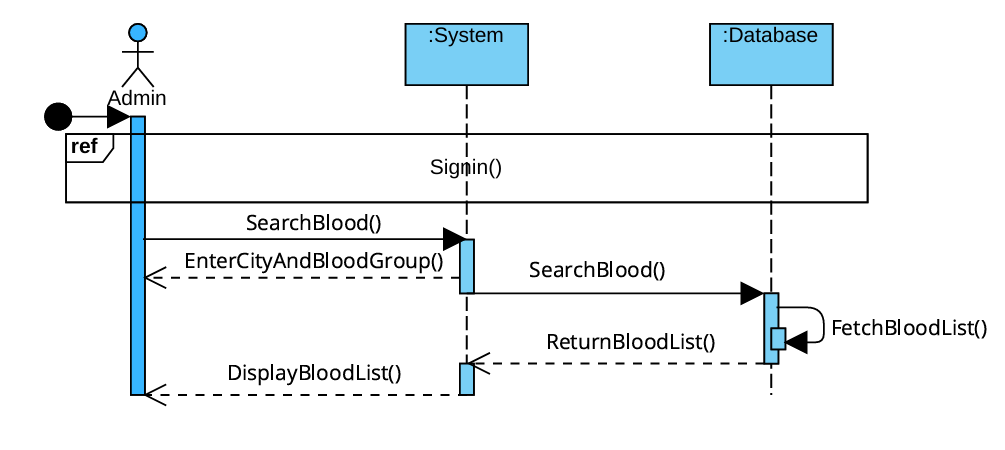 :System
:Database
Admin
ref
Signin()
SearchBlood()
EnterCityAndBloodGroup()
SearchBlood()
FetchBloodList()
ReturnBloodList()
DisplayBloodList()